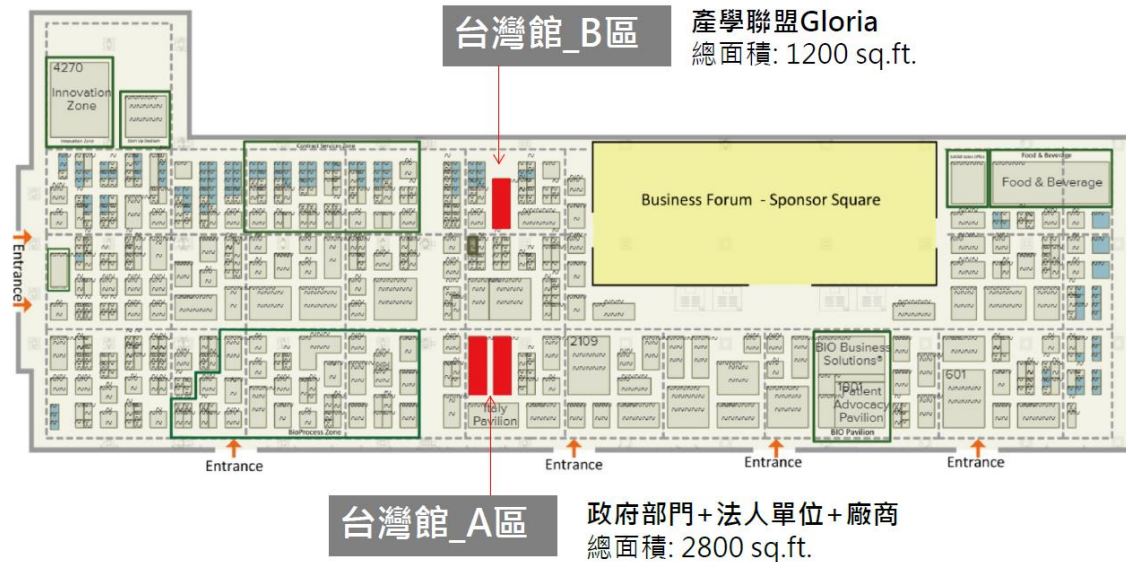 台灣館_B區
產學聯盟Gloria
總面積: 1200 sq.ft.
4270
Innovation
Zone
Innovation Zone
Contract Services Zone
Business Forum - Sponsor Square
Food & Beverage
Food & Beverage
Entrance
Entrance
2109
BIO Business
Solutions®
1801
Patient
Advocacy
Pavilion
BIO Pavilion
601
Italy
Pavilion
BioProcess Zone
Entrance
Entrance
Entrance
Entrance
台灣館_A區
政府部門+法人單位+廠商
總面積: 2800 sq.ft.